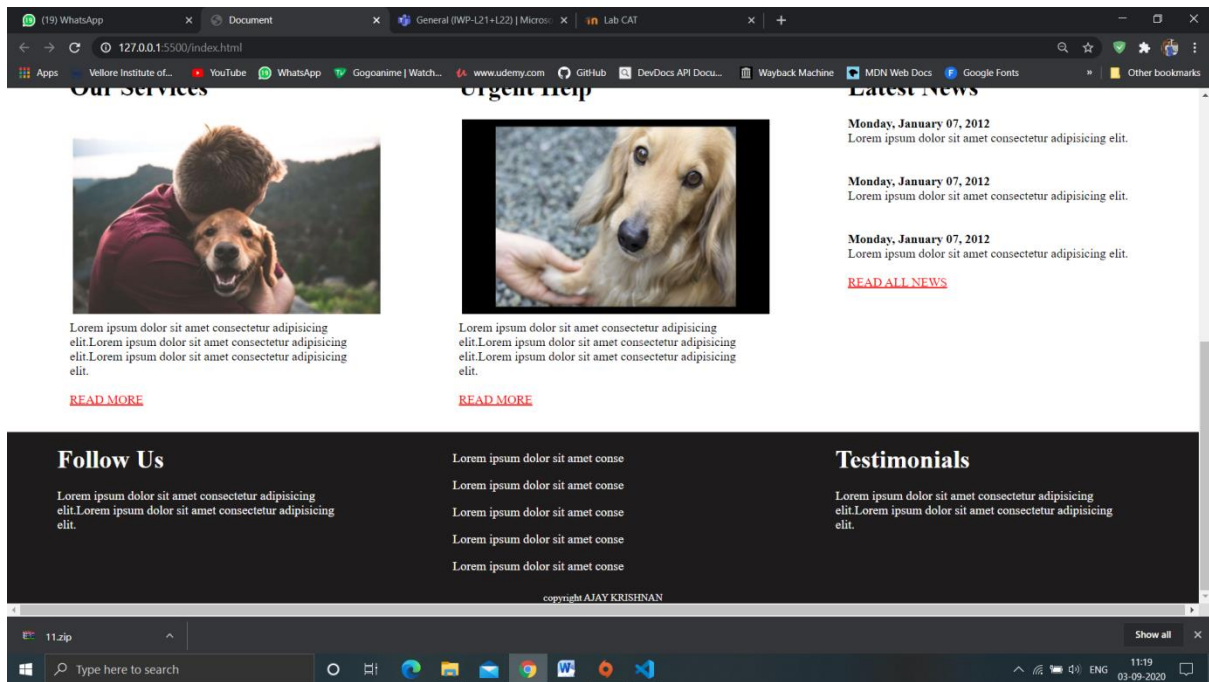 (19) WhatsApp
Document
General (IWP-L21+L22) | Microso
Lab CAT
127.0.0.1:5500/index.html
Apps
Vellore Institute of...
YouTube
WhatsApp
Gogoanime | Watch...
www.udemy.com
GitHub
DevDocs API Docu...
Wayback Machine
MDN Web Docs
Google Fonts
»
Other bookmarks
Our Services
Lorem ipsum dolor sit amet consectetur adipisicing
elit.Lorem ipsum dolor sit amet consectetur adipisicing
elit.Lorem ipsum dolor sit amet consectetur adipisicing
elit.
READ MORE
Urgent Help
Lorem ipsum dolor sit amet consectetur adipisicing
elit.Lorem ipsum dolor sit amet consectetur adipisicing
elit.Lorem ipsum dolor sit amet consectetur adipisicing
elit.
READ MORE
Latest News
Monday, January 07, 2012
Lorem ipsum dolor sit amet consectetur adipisicing elit.
Monday, January 07, 2012
Lorem ipsum dolor sit amet consectetur adipisicing elit.
Monday, January 07, 2012
Lorem ipsum dolor sit amet consectetur adipisicing elit.
READ ALL NEWS
Follow Us
Lorem ipsum dolor sit amet consectetur adipisicing
elit.Lorem ipsum dolor sit amet consectetur adipisicing
elit.
Lorem ipsum dolor sit amet conse
Lorem ipsum dolor sit amet conse
Lorem ipsum dolor sit amet conse
Lorem ipsum dolor sit amet conse
Lorem ipsum dolor sit amet conse
Testimonials
Lorem ipsum dolor sit amet consectetur adipisicing
elit.Lorem ipsum dolor sit amet consectetur adipisicing
elit.
copyright AJAY KRISHNAN
11.zip
Show all
Type here to search
ENG
11:19
03-09-2020